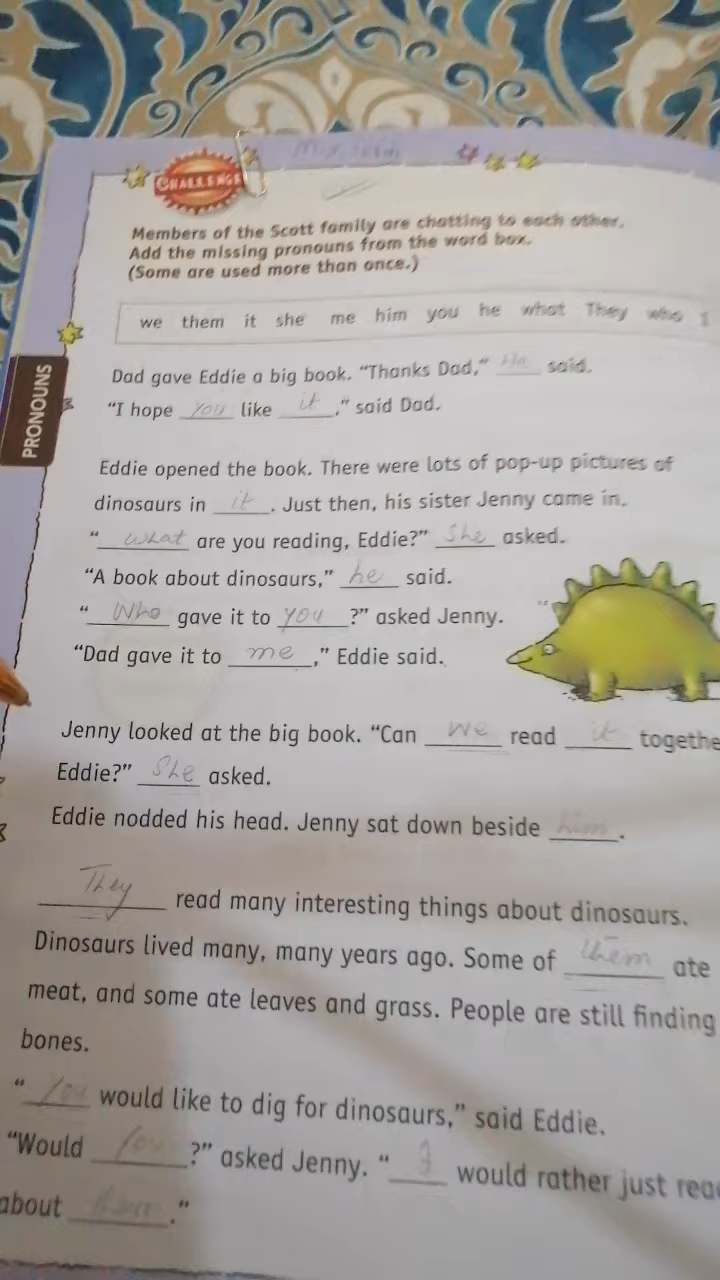 CHALLENGE
Members of the Scott family are chatting to each other.
Add the missing pronouns from the word box.
(Some are used more than once.)
we them it she me him you he what They who I
PRONOUNS
Dad gave Eddie a big book. “Thanks Dad,” He said.
“I hope you like it,” said Dad.
Eddie opened the book. There were lots of pop-up pictures of
dinosaurs in it. Just then, his sister Jenny came in.
“What are you reading, Eddie?” She asked.
“A book about dinosaurs,” he said.
“Who gave it to you?” asked Jenny.
“Dad gave it to me,” Eddie said.
Jenny looked at the big book. “Can we read it togethe
Eddie?” She asked.
Eddie nodded his head. Jenny sat down beside him.
They read many interesting things about dinosaurs.
Dinosaurs lived many, many years ago. Some of them ate
meat, and some ate leaves and grass. People are still finding
bones.
“You would like to dig for dinosaurs,” said Eddie.
“Would You?” asked Jenny. “I would rather just read
about them.”